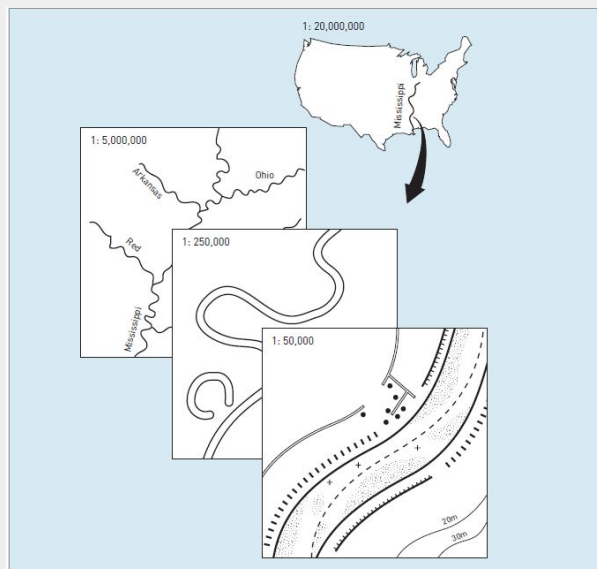 1: 20,000,000
Mississippi
1: 5,000,000
Arkansas
Ohio
Red
Mississippi
1: 250,000
1: 50,000
20m
30m